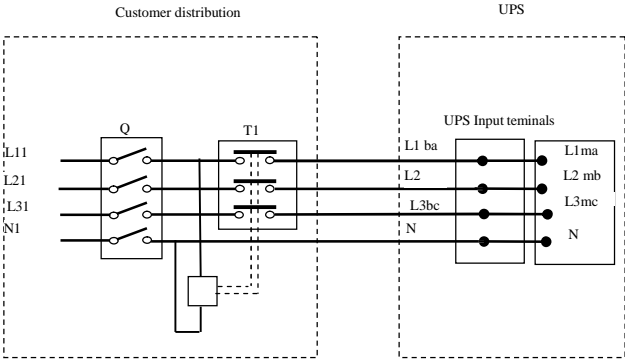 Customer distribution
UPS
UPS Input teminals
Q
T1
L11
L1 ba
L1ma
L21
L2
L2 mb
L31
L3bc
L3mc
N1
N
N